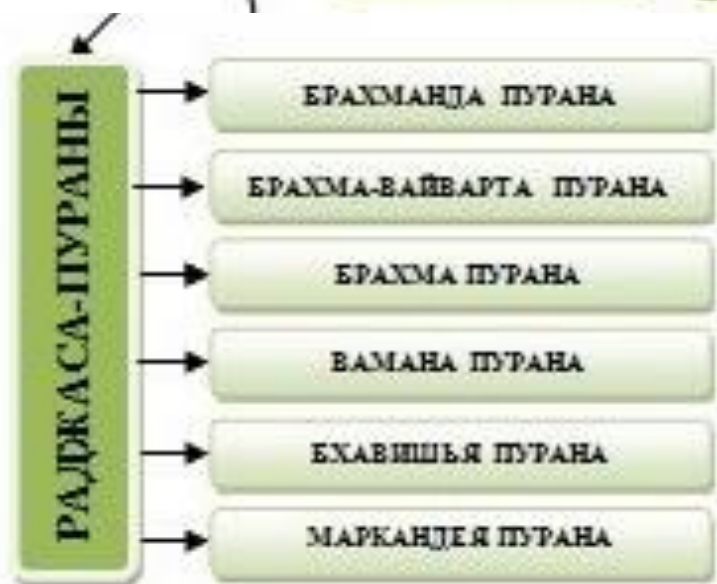 РАДЖАСА-ПУРАНЫ
БРАХМАНДА ПУРАНА
БРАХМА-ВАЙВАРТА ПУРАНА
БРАХМА ПУРАНА
ВАМАНА ПУРАНА
БХАВИШЬЯ ПУРАНА
МАРКАНДЕЯ ПУРАНА